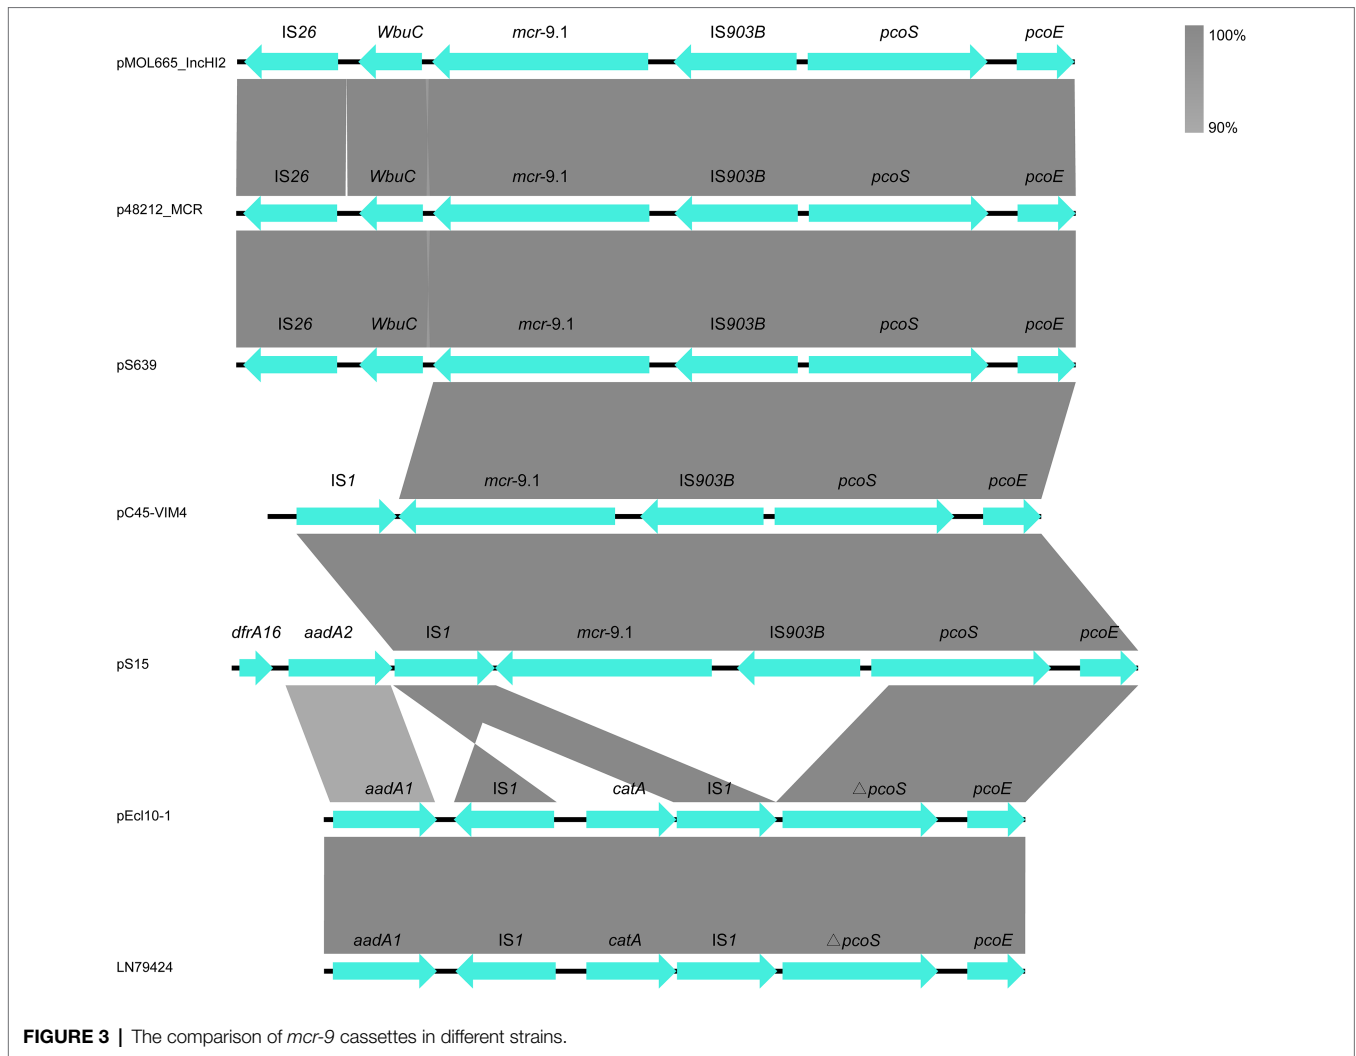 IS26 WbuC mcr-9.1 IS903B pcoS pcoE
100%
pMOL665_IncHI2
90%
IS26 WbuC mcr-9.1 IS903B pcoS pcoE
p48212_MCR
IS26 WbuC mcr-9.1 IS903B pcoS pcoE
pS639
IS1 mcr-9.1 IS903B pcoS pcoE
pC45-VIM4
dfrA16 aadA2 IS1 mcr-9.1 IS903B pcoS pcoE
pS15
aadA1 IS1 catA IS1 △pcoS pcoE
pEcl10-1
aadA1 IS1 catA IS1 △pcoS pcoE
LN79424
FIGURE 3 | The comparison of mcr-9 cassettes in different strains.